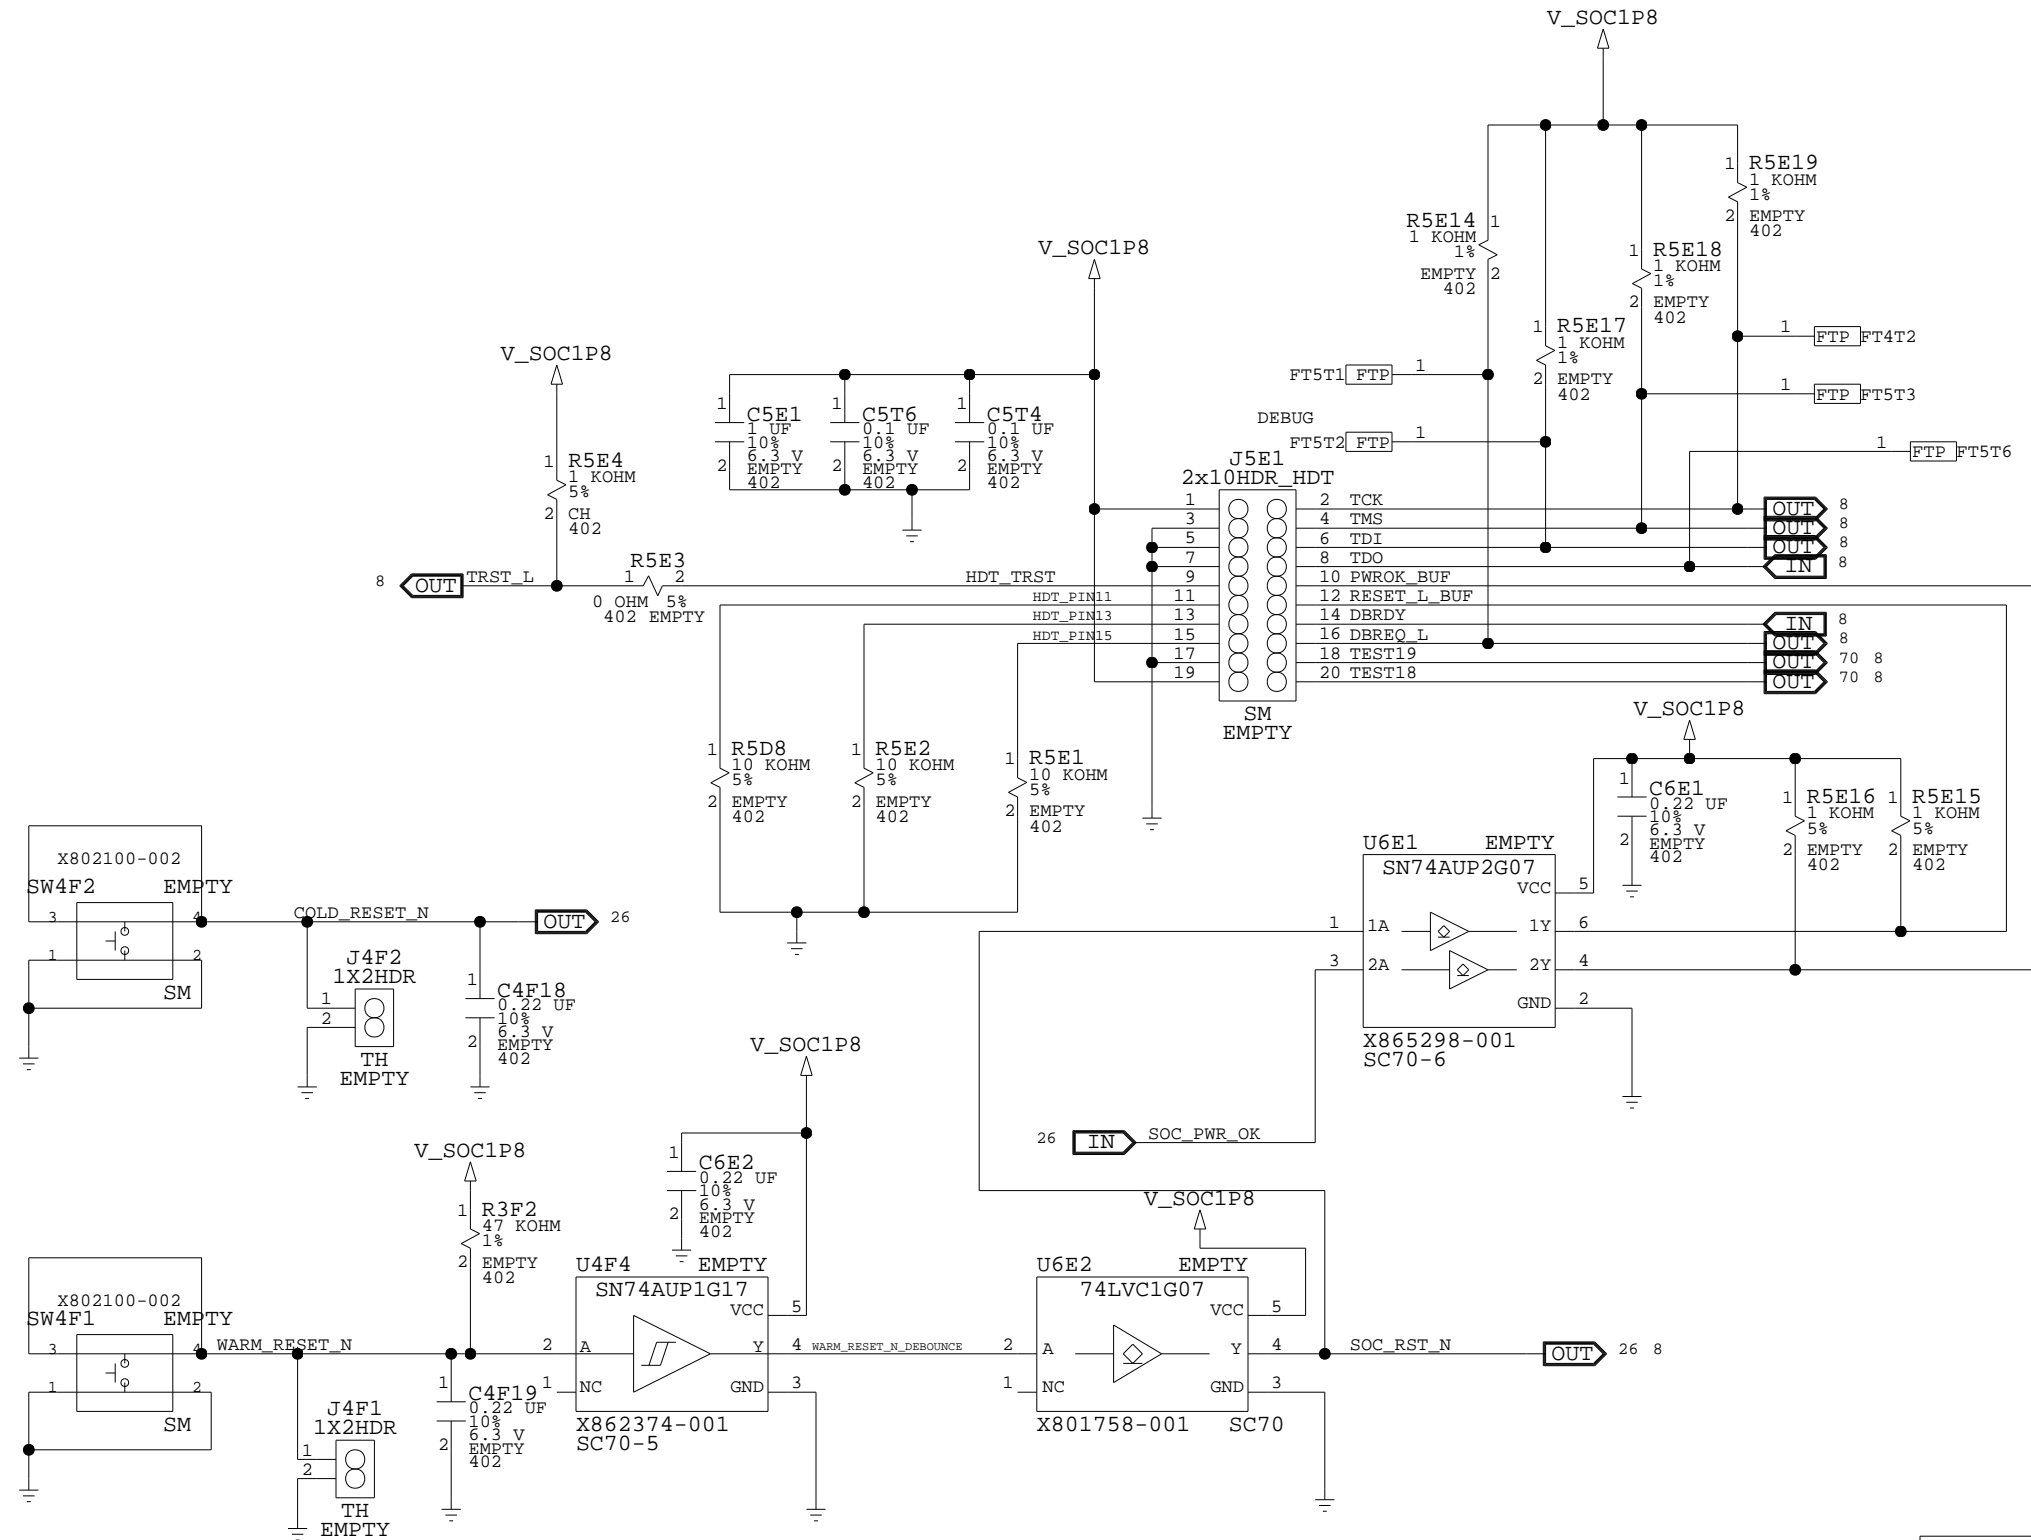 V_SOC1P8
1
R5E19
1 KOHM
1%
2
EMPTY
402
R5E14
1
1 KOHM
1%
EMPTY
2
402
1
R5E18
1 KOHM
1%
2
EMPTY
402
V_SOC1P8
1
R5E17
1 KOHM
1%
2
EMPTY
402
1
FTP
FT4T2
1
FTP
FT5T3
1
FTP
FT5T6
FT5T1
FTP
1
DEBUG
FT5T2
FTP
1
V_SOC1P8
1
R5E4
1 KOHM
5%
2
CH
402
1
C5E1
1 UF
10%
6.3 V
2
EMPTY
402
1
C5T6
0.1 UF
10%
6.3 V
2
EMPTY
402
1
C5T4
0.1 UF
10%
6.3 V
2
EMPTY
402
J5E1
2x10HDR_HDT
1
2
TCK
OUT
8
3
4
TMS
OUT
8
5
6
TDI
OUT
8
7
8
TDO
IN
8
8
OUT
TRST_L
R5E3
1
2
0 OHM
5%
402
EMPTY
HDT_TRST
9
10
PWROK_BUF
HDT_PIN11
11
12
RESET_L_BUF
HDT_PIN13
13
14
DBRDY
IN
8
HDT_PIN15
15
16
DBREQ_L
OUT
8
17
18
TEST19
OUT
70 8
19
20
TEST18
OUT
70 8
SM
EMPTY
1
R5D8
10 KOHM
5%
2
EMPTY
402
1
R5E2
10 KOHM
5%
2
EMPTY
402
1
R5E1
10 KOHM
5%
2
EMPTY
402
V_SOC1P8
1
C6E1
0.22 UF
10%
6.3 V
2
EMPTY
402
1
R5E16
1 KOHM
5%
2
EMPTY
402
1
R5E15
1 KOHM
5%
2
EMPTY
402
U6E1
EMPTY
SN74AUP2G07
VCC
5
1
1A
1Y
6
3
2A
2Y
4
GND
2
X865298-001
SC70-6
X802100-002
SW4F2
EMPTY
3
4
1
2
SM
COLD_RESET_N
OUT
26
J4F2
1X2HDR
1
2
TH
EMPTY
1
C4F18
0.22 UF
10%
6.3 V
2
EMPTY
402
26
IN
SOC_PWR_OK
V_SOC1P8
1
C6E2
0.22 UF
10%
6.3 V
2
EMPTY
402
V_SOC1P8
1
R3F2
47 KOHM
1%
2
EMPTY
402
X802100-002
SW4F1
EMPTY
3
4
1
2
SM
WARM_RESET_N
J4F1
1X2HDR
1
2
TH
EMPTY
1
C4F19
0.22 UF
10%
6.3 V
2
EMPTY
402
U4F4
EMPTY
SN74AUP1G17
VCC
5
2
A
Y
4
WARM_RESET_N_DEBOUNCE
1
NC
GND
3
X862374-001
SC70-5
V_SOC1P8
U6E2
EMPTY
74LVC1G07
VCC
5
2
A
Y
4
1
NC
GND
3
X801758-001
SC70
SOC_RST_N
OUT
26 8